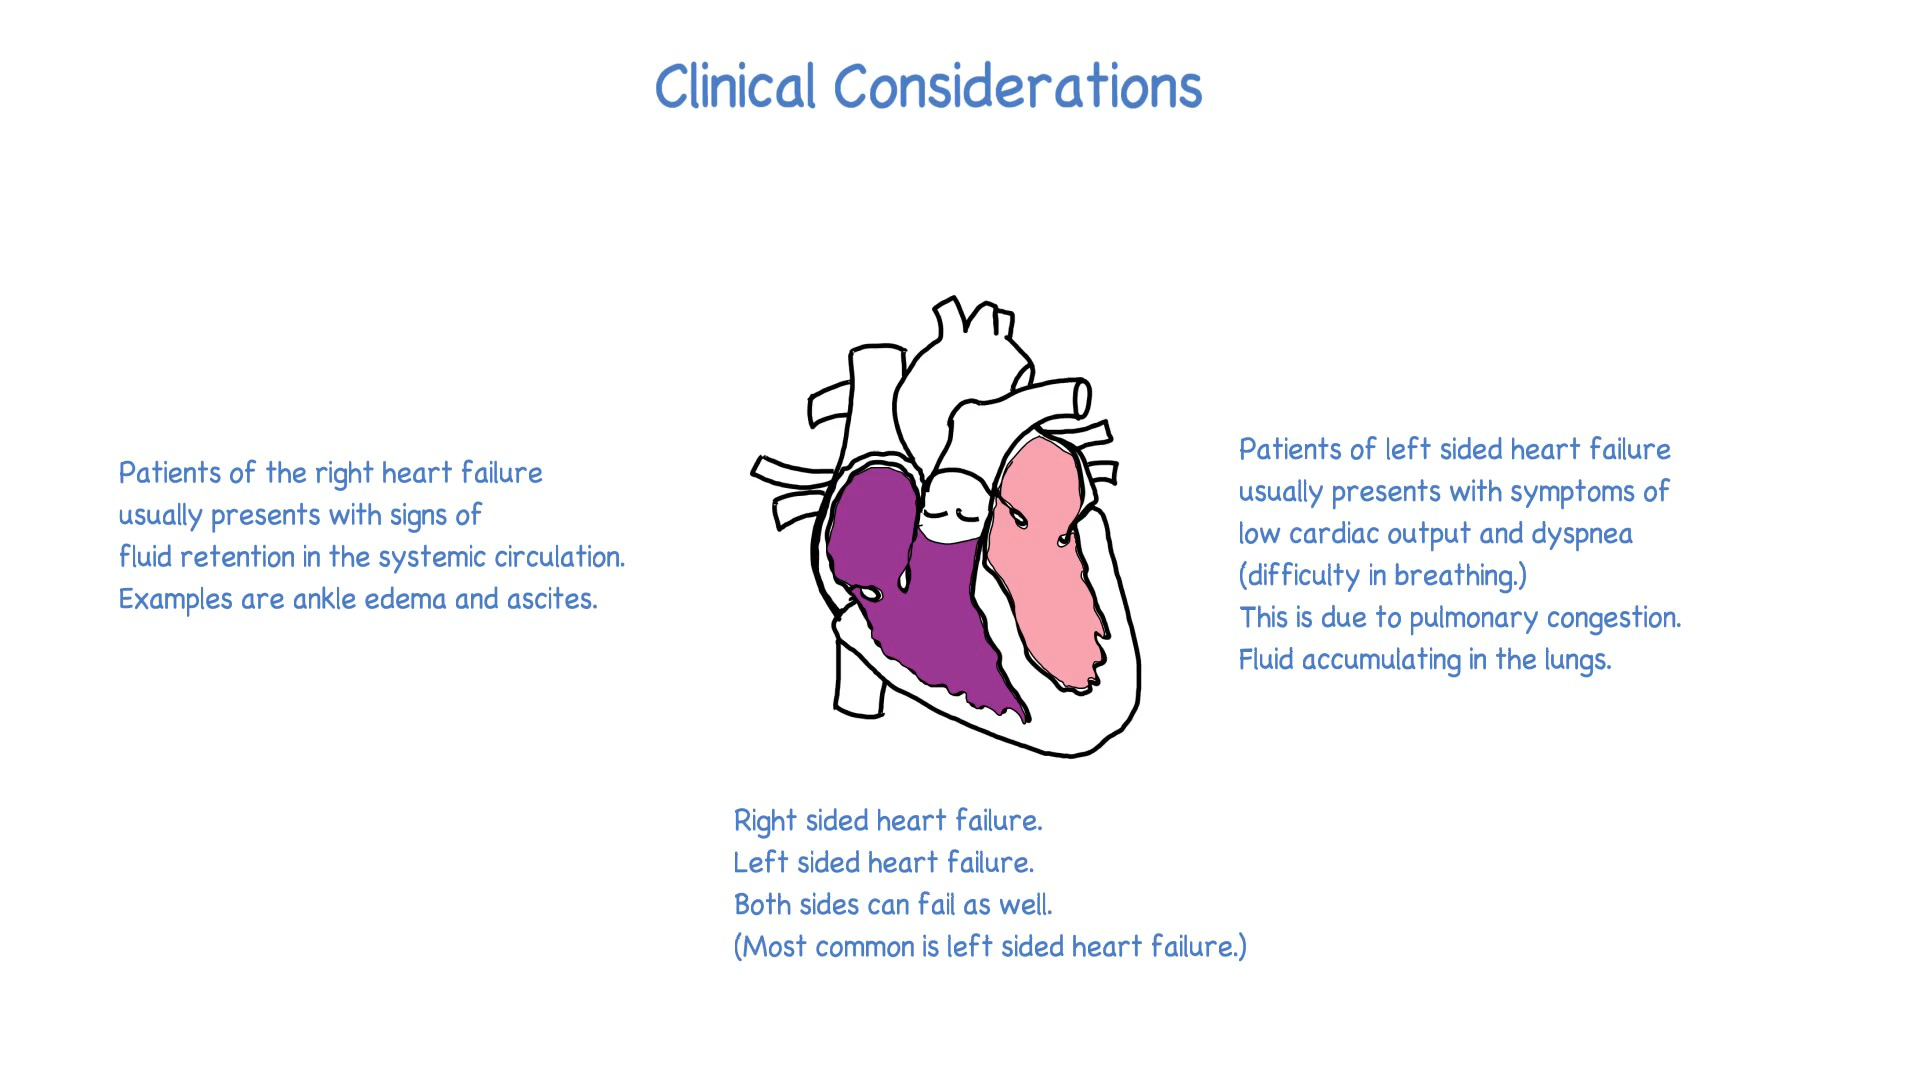 Clinical Considerations
Patients of the right heart failure
usually presents with signs of
fluid retention in the systemic circulation.
Examples are ankle edema and ascites.
Patients of left sided heart failure
usually presents with symptoms of
low cardiac output and dyspnea
(difficulty in breathing.)
This is due to pulmonary congestion.
Fluid accumulating in the lungs.
Right sided heart failure.
Left sided heart failure.
Both sides can fail as well.
(Most common is left sided heart failure.)